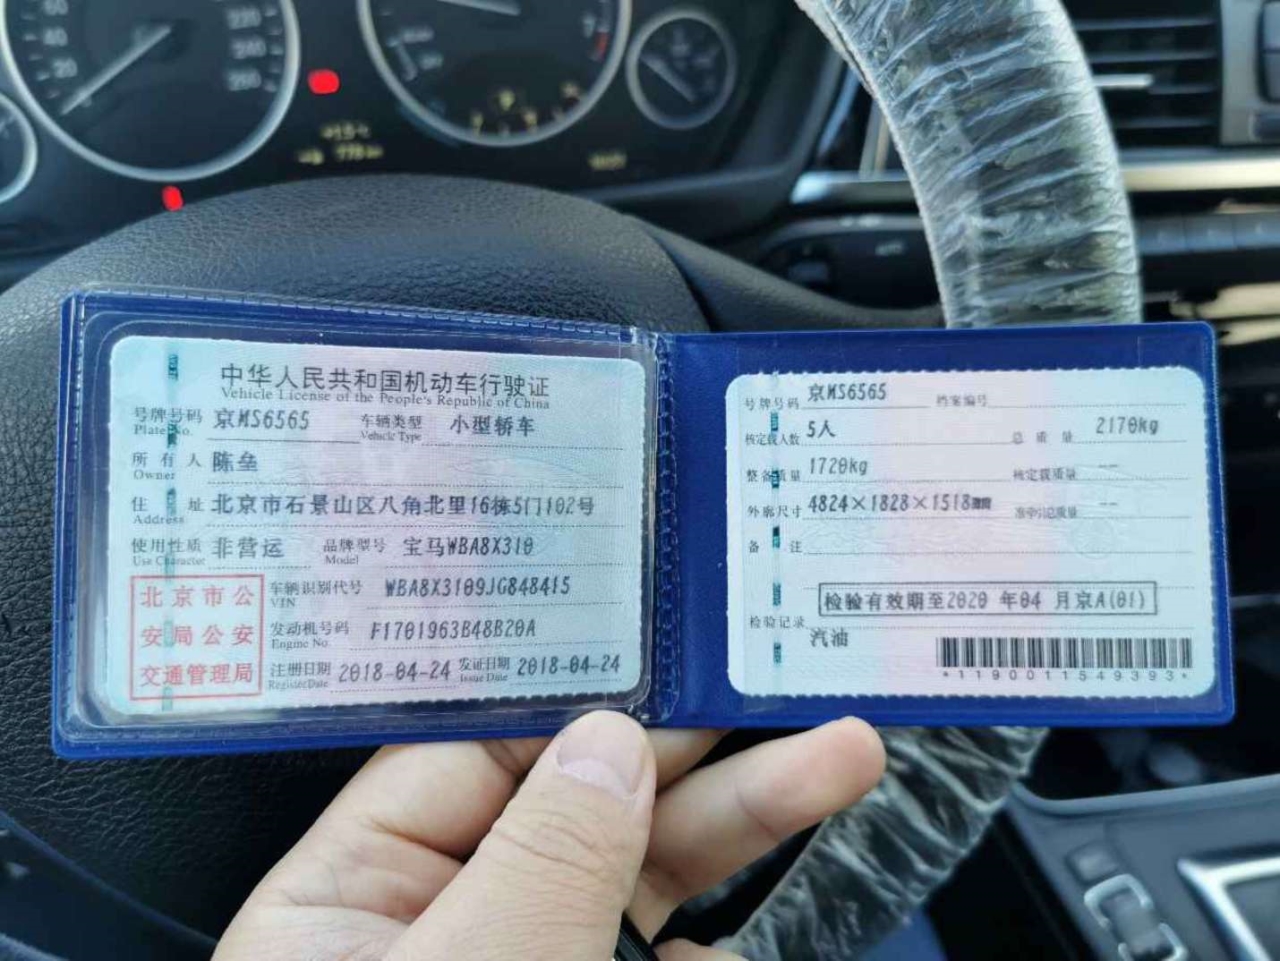 中华人民共和国机动车行驶证
Vehicle License of the People's Republic of China
号牌号码 京MS6565 车辆类型 小型轿车
Plate No. Vehicle Type
所有人 陈垒
Owner
住址 北京市石景山区八角北里16栋5门102号
Address
使用性质 非营运 品牌型号 宝马WBA8X310
Use Character Model
北京市公
安局公安
交通管理局
车辆识别代号 WBA8X3109JG848415
VIN
发动机号码 F1701963B48B20A
Engine No.
注册日期 2018-04-24 发证日期 2018-04-24
Register Date Issue Date
号牌号码 京MS6565 档案编号
核定载人数 5人 总质量 2170kg
整备质量 1720kg 核定载质量 --
外廓尺寸 4824×1828×1518mm 准牵引总质量 --
备注
检验有效期至2020 年04 月京A(01)
检验记录
汽油
*1190011549393*